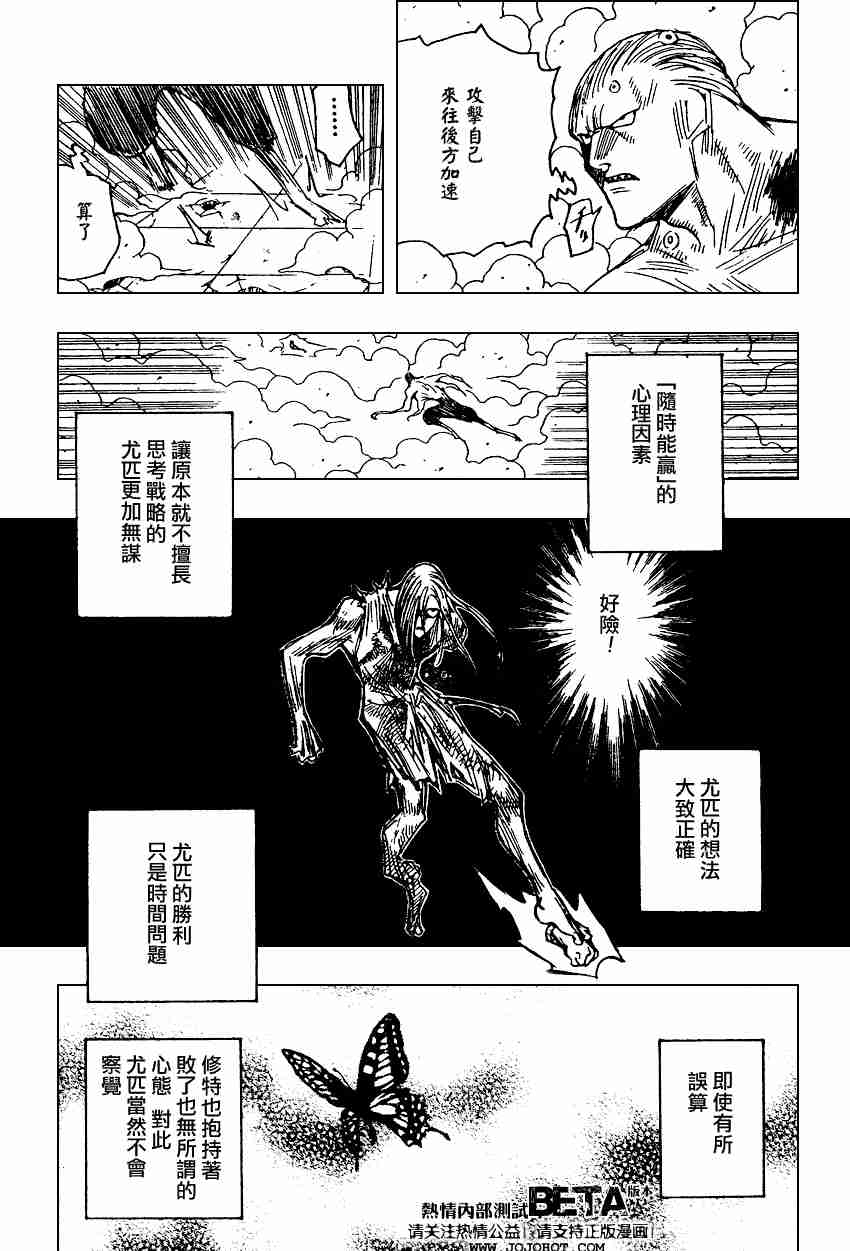 攻擊自己
來往後方加速
……
算了
「隨時能贏」的
心理因素
讓原本就不擅長
思考戰略的
尤匹更加無謀
好險！
尤匹的想法
大致正確
尤匹的勝利
只是時間問題
即使有所
誤算
修特也抱持著
敗了也無所謂的
心態 對此
尤匹當然不會
察覺
熱情內部測試 BETA版本
请关注热情公益 请支持正版漫画
WWW.JOJOHOT.COM